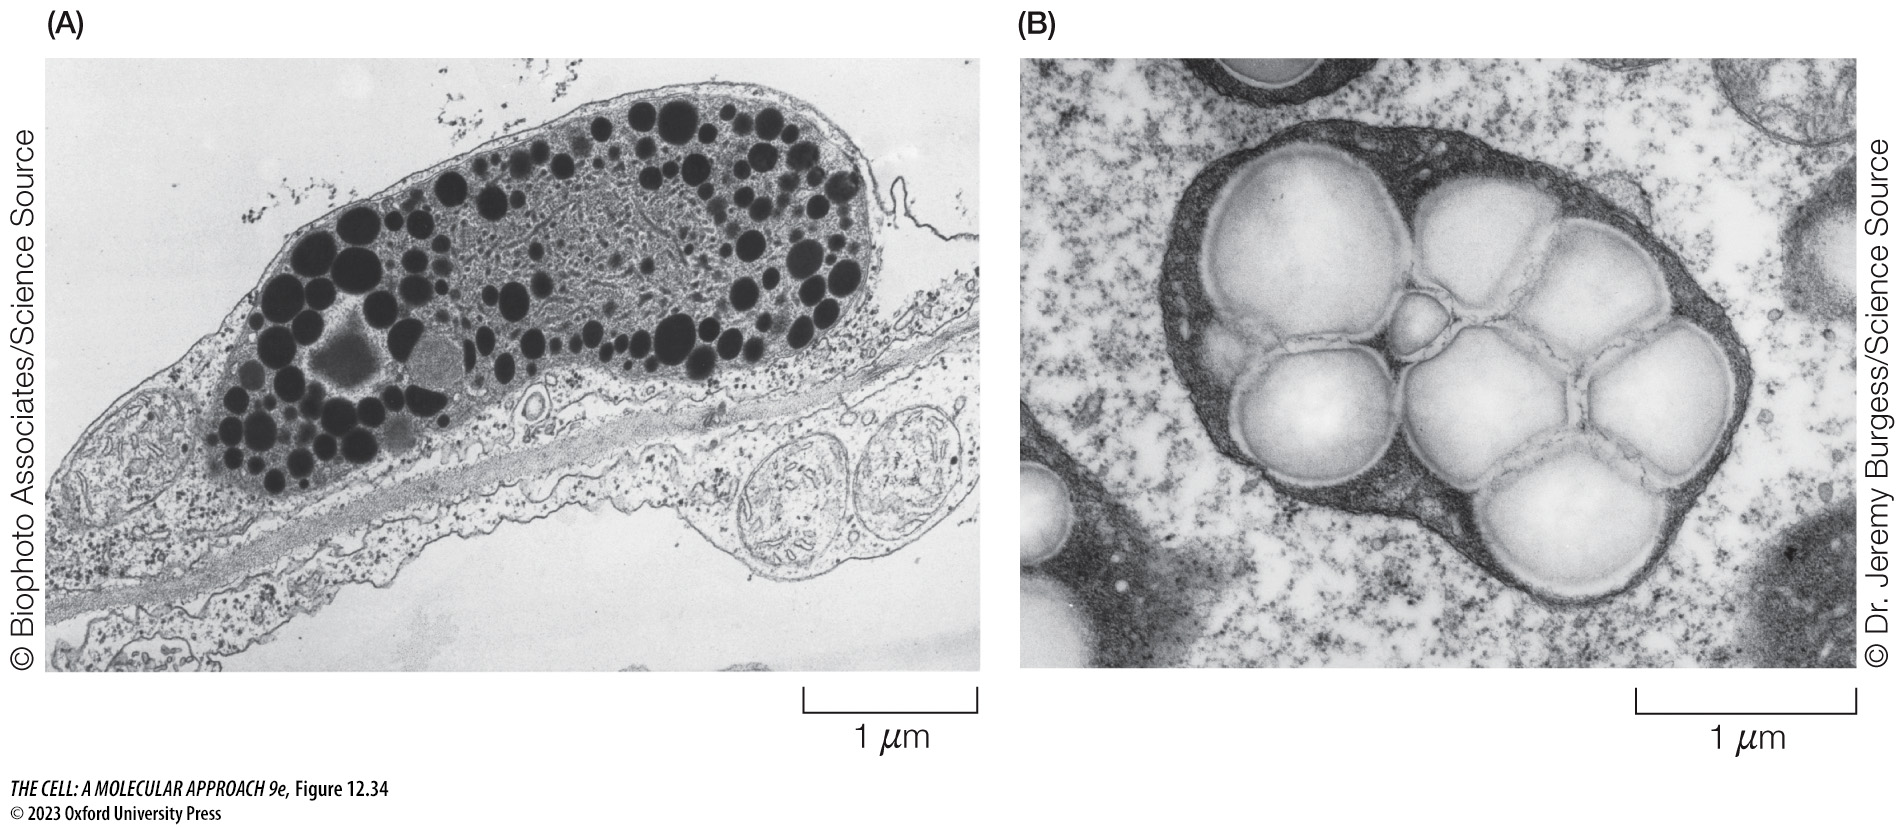 (A)
(B)
© Biophoto Associates/Science Source
© Dr. Jeremy Burgess/Science Source
1 μm
1 μm
THE CELL: A MOLECULAR APPROACH 9e, Figure 12.34
© 2023 Oxford University Press